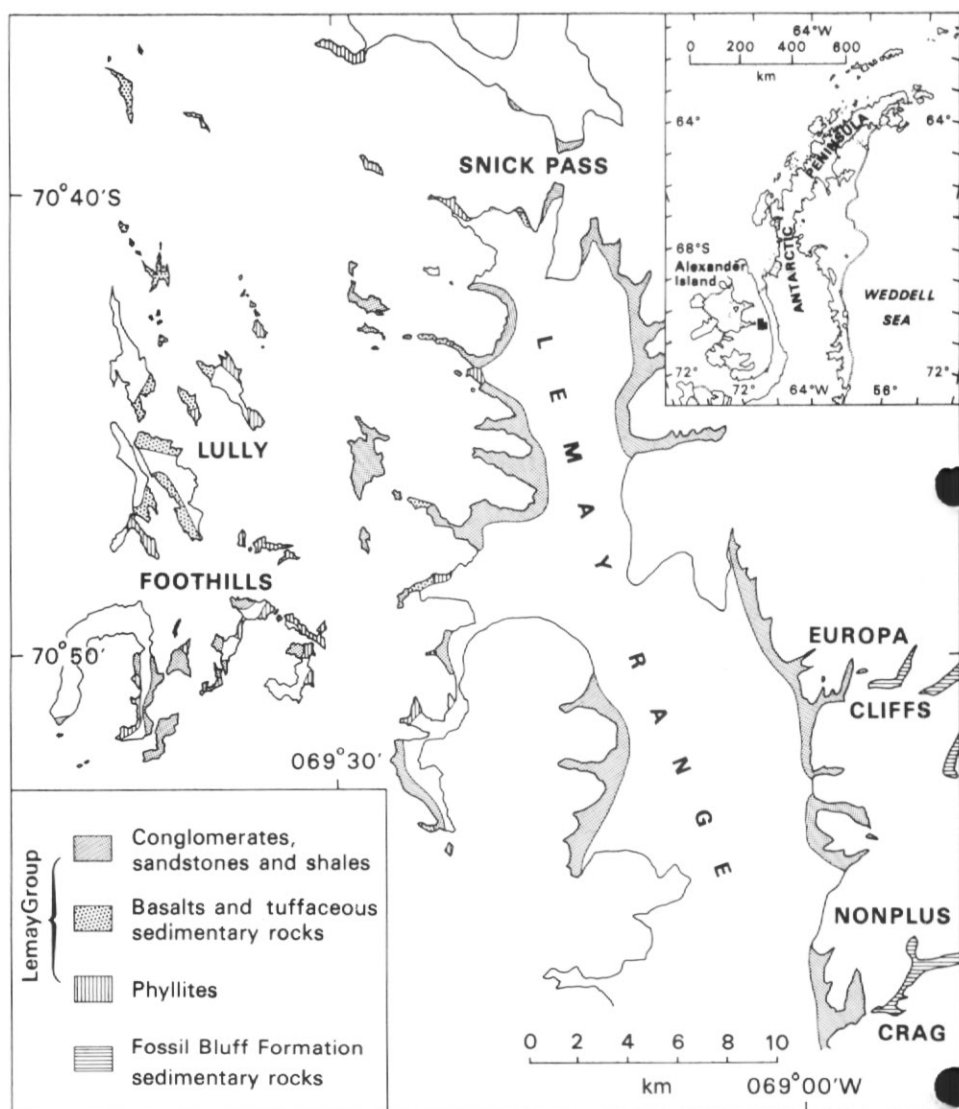 64°W
0 200 400 600
km
64°
64°
PENINSULA
ANTARCTIC
68°S
Alexander
Island
WEDDELL
SEA
72°
72°
64°W
56°
72°
SNICK PASS
70°40'S
LEMAY RANGE
LULLY
FOOTHILLS
70°50'
EUROPA
CLIFFS
069°30'
NONPLUS
CRAG
Lemay Group
Conglomerates,
sandstones and shales
Basalts and tuffaceous
sedimentary rocks
Phyllites
Fossil Bluff Formation
sedimentary rocks
0 2 4 6 8 10
km
069°00'W